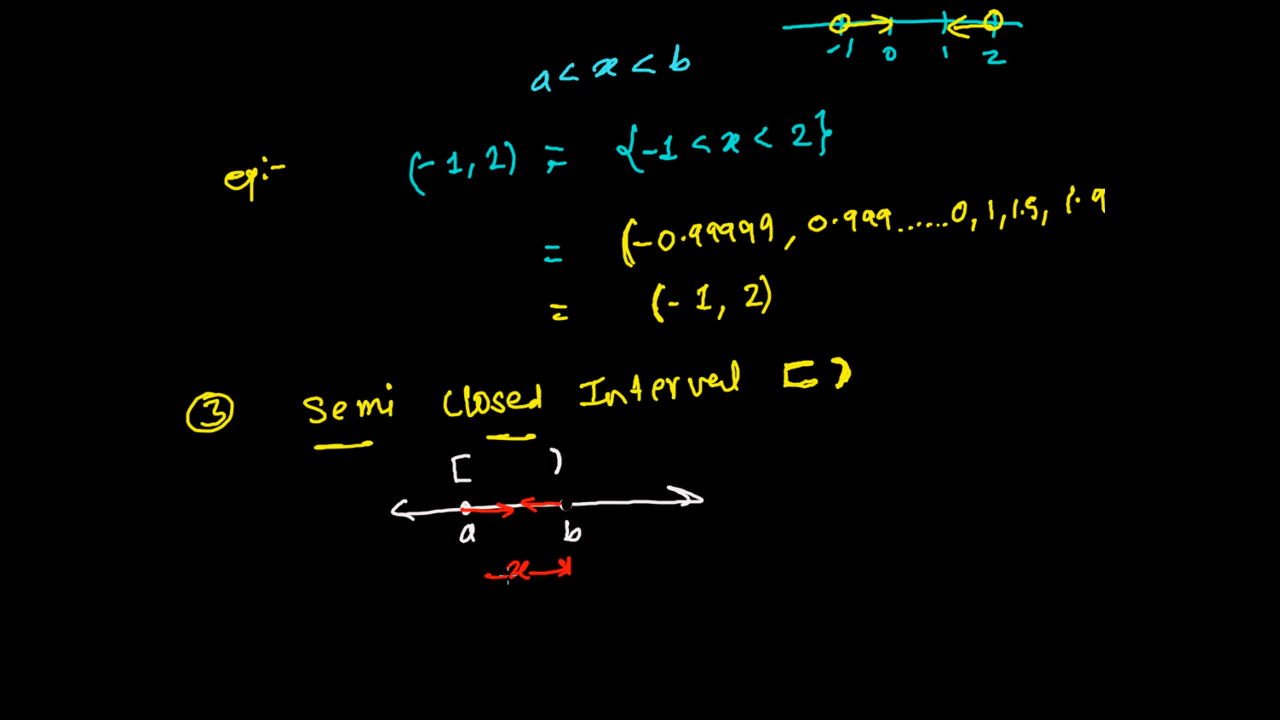 -1 0 1 2
a < x < b
eg:- (-1, 2) = {-1 < x < 2}
= (-0.99999, 0.999......0, 1, 1.5, 1.9
= (-1, 2)
③ Semi Closed Interval [ )
[ )
a b
x